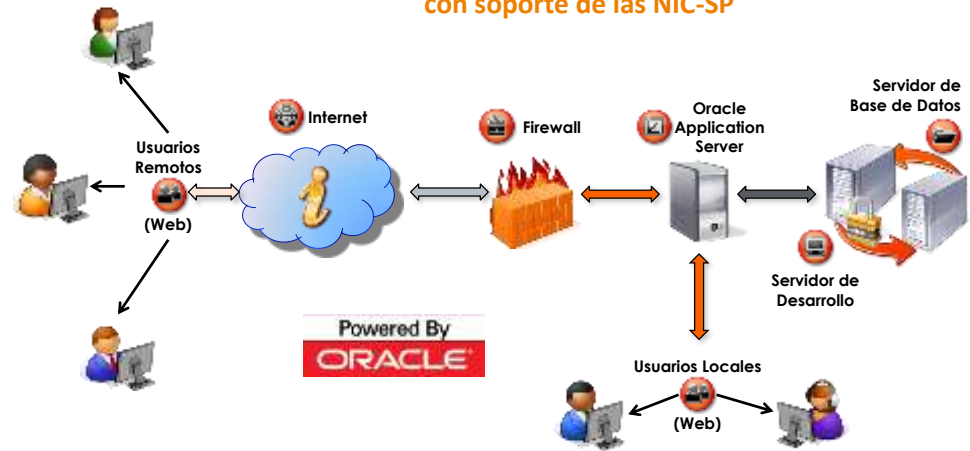 con soporte de las NIC-SP
Internet
Usuarios
Remotos
(Web)
Firewall
Oracle
Application
Server
Servidor de
Base de Datos
Servidor de
Desarrollo
Powered By
ORACLE
Usuarios Locales
(Web)